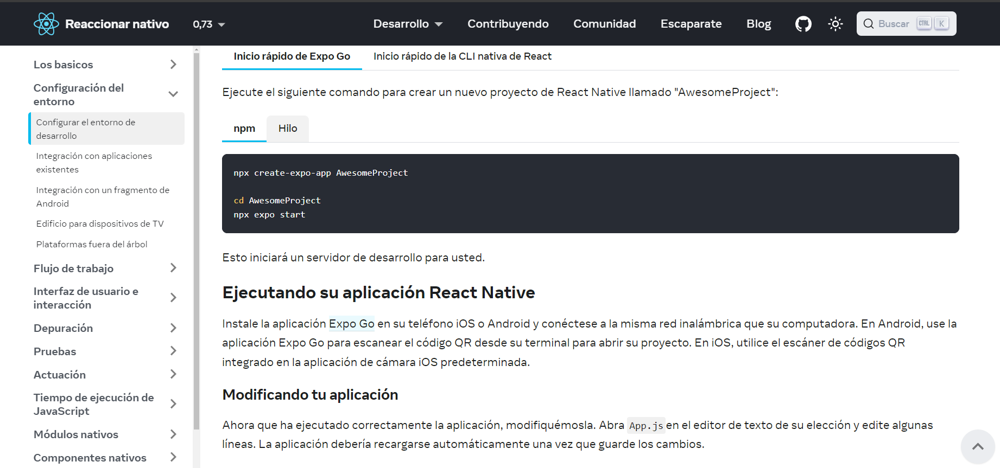 Reaccionar nativo
0,73
Desarrollo
Contribuyendo
Comunidad
Escaparate
Blog
Buscar
CTRL
K
Los basicos
Configuración del
entorno
Configurar el entorno de
desarrollo
Integración con aplicaciones
existentes
Integración con un fragmento de
Android
Edificio para dispositivos de TV
Plataformas fuera del árbol
Flujo de trabajo
Interfaz de usuario e
interacción
Depuración
Pruebas
Actuación
Tiempo de ejecución de
JavaScript
Módulos nativos
Componentes nativos
Inicio rápido de Expo Go
Inicio rápido de la CLI nativa de React
Ejecute el siguiente comando para crear un nuevo proyecto de React Native llamado "AwesomeProject":
npm
Hilo
npx create-expo-app AwesomeProject
cd AwesomeProject
npx expo start
Esto iniciará un servidor de desarrollo para usted.
Ejecutando su aplicación React Native
Instale la aplicación Expo Go en su teléfono iOS o Android y conéctese a la misma red inalámbrica que su computadora. En Android, use la
aplicación Expo Go para escanear el código QR desde su terminal para abrir su proyecto. En iOS, utilice el escáner de códigos QR
integrado en la aplicación de cámara iOS predeterminada.
Modificando tu aplicación
Ahora que ha ejecutado correctamente la aplicación, modifiquémosla. Abra App.js en el editor de texto de su elección y edite algunas
líneas. La aplicación debería recargarse automáticamente una vez que guarde los cambios.